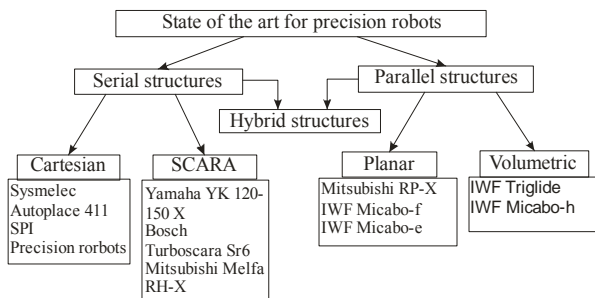 State of the art for precision robots
Serial structures
Parallel structures
Hybrid structures
Cartesian
Sysmelec
Autoplace 411
SPI
Precision rorbots
SCARA
Yamaha YK 120-
150 X
Bosch
Turboscara Sr6
Mitsubishi Melfa
RH-X
Planar
Mitsubishi RP-X
IWF Micabo-f
IWF Micabo-e
Volumetric
IWF Triglide
IWF Micabo-h